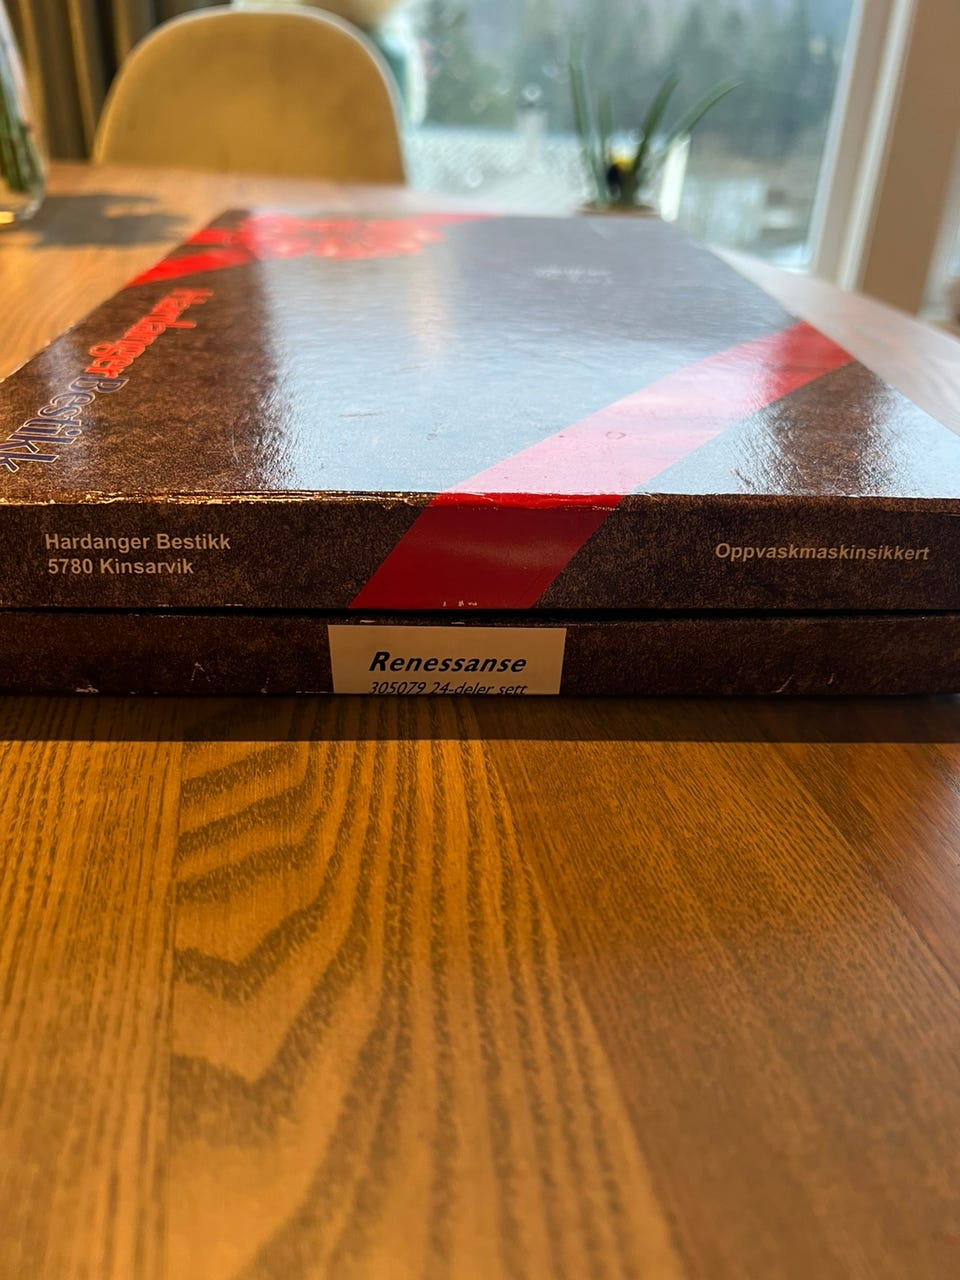 Hardanger Bestikk
Hardanger Bestikk
5780 Kinsarvik
Oppvaskmaskinsikkert
Renessanse
305079 24-deler sett